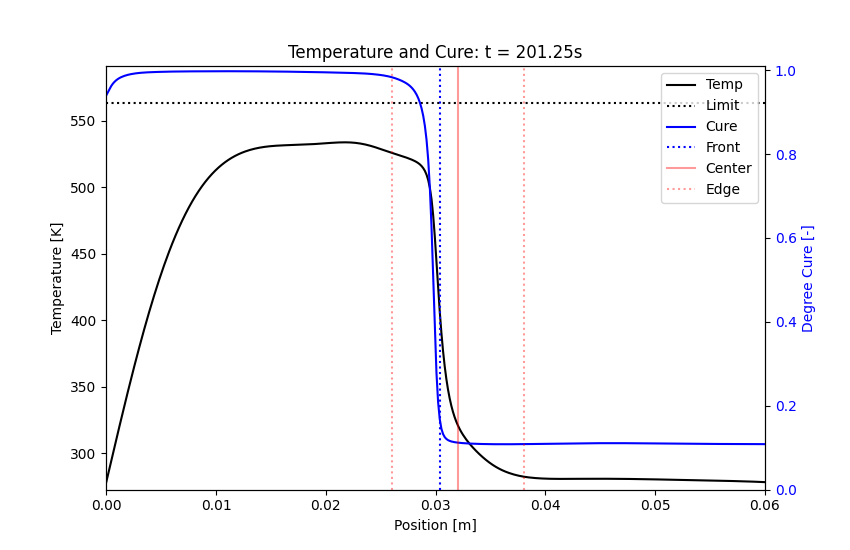 Temperature and Cure: t = 201.25s
Temp
Limit
Cure
Front
Center
Edge
Temperature [K]
550
500
450
400
350
300
1.0
0.8
0.6
0.4
0.2
0.0
Degree Cure [-]
0.00 0.01 0.02 0.03 0.04 0.05 0.06
Position [m]